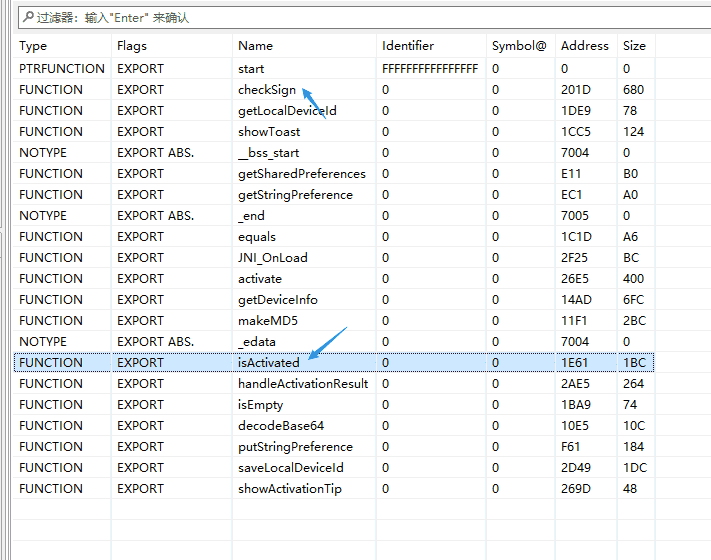 过滤器：输入"Enter" 来确认
Type Flags Name Identifier Symbol@ Address Size
PTRFUNCTION EXPORT start FFFFFFFFFFFFFFFF 0 0 0
FUNCTION EXPORT checkSign 0 0 201D 680
FUNCTION EXPORT getLocalDeviceId 0 0 1DE9 78
FUNCTION EXPORT showToast 0 0 1CC5 124
NOTYPE EXPORT ABS. __bss_start 0 0 7004 0
FUNCTION EXPORT getSharedPreferences 0 0 E11 B0
FUNCTION EXPORT getStringPreference 0 0 EC1 A0
NOTYPE EXPORT ABS. _end 0 0 7005 0
FUNCTION EXPORT equals 0 0 1C1D A6
FUNCTION EXPORT JNI_OnLoad 0 0 2F25 BC
FUNCTION EXPORT activate 0 0 26E5 400
FUNCTION EXPORT getDeviceInfo 0 0 14AD 6FC
FUNCTION EXPORT makeMD5 0 0 11F1 2BC
NOTYPE EXPORT ABS. _edata 0 0 7004 0
FUNCTION EXPORT isActivated 0 0 1E61 1BC
FUNCTION EXPORT handleActivationResult 0 0 2AE5 264
FUNCTION EXPORT isEmpty 0 0 1BA9 74
FUNCTION EXPORT decodeBase64 0 0 10E5 10C
FUNCTION EXPORT putStringPreference 0 0 F61 184
FUNCTION EXPORT saveLocalDeviceId 0 0 2D49 1DC
FUNCTION EXPORT showActivationTip 0 0 269D 48